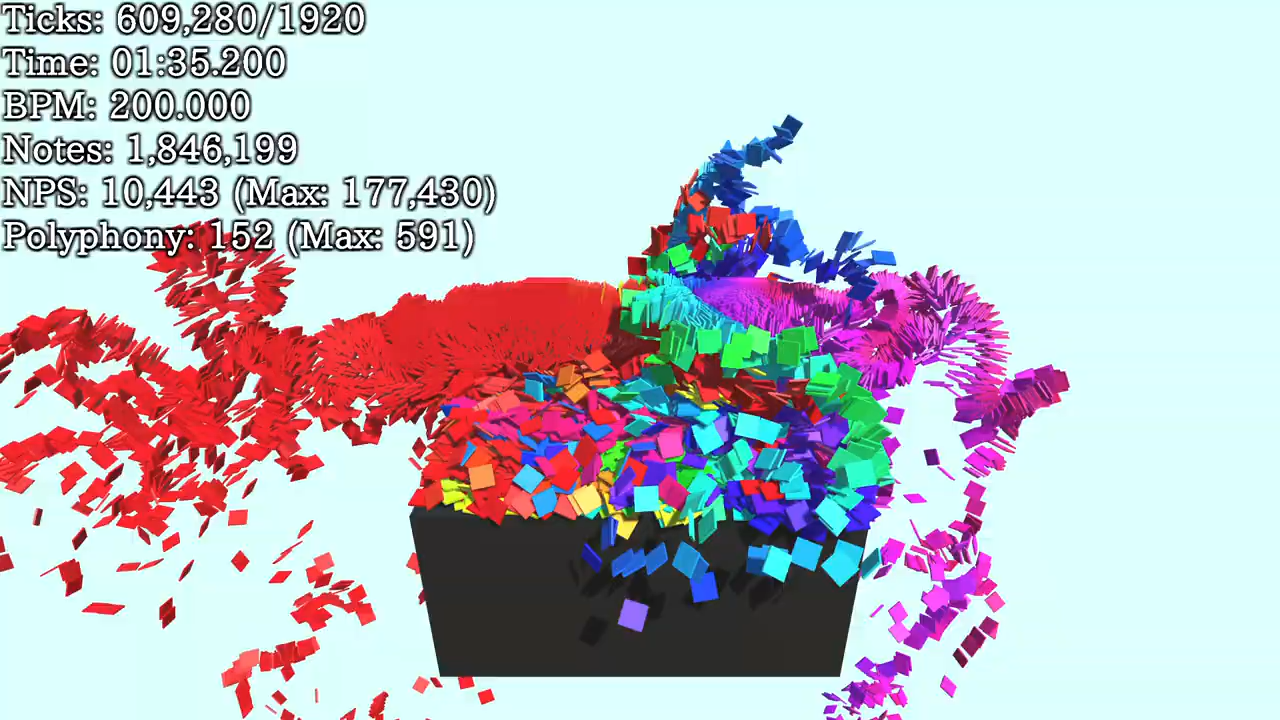 Ticks: 609,280/1920
Time: 01:35.200
BPM: 200.000
Notes: 1,846,199
NPS: 10,443 (Max: 177,430)
Polyphony: 152 (Max: 591)